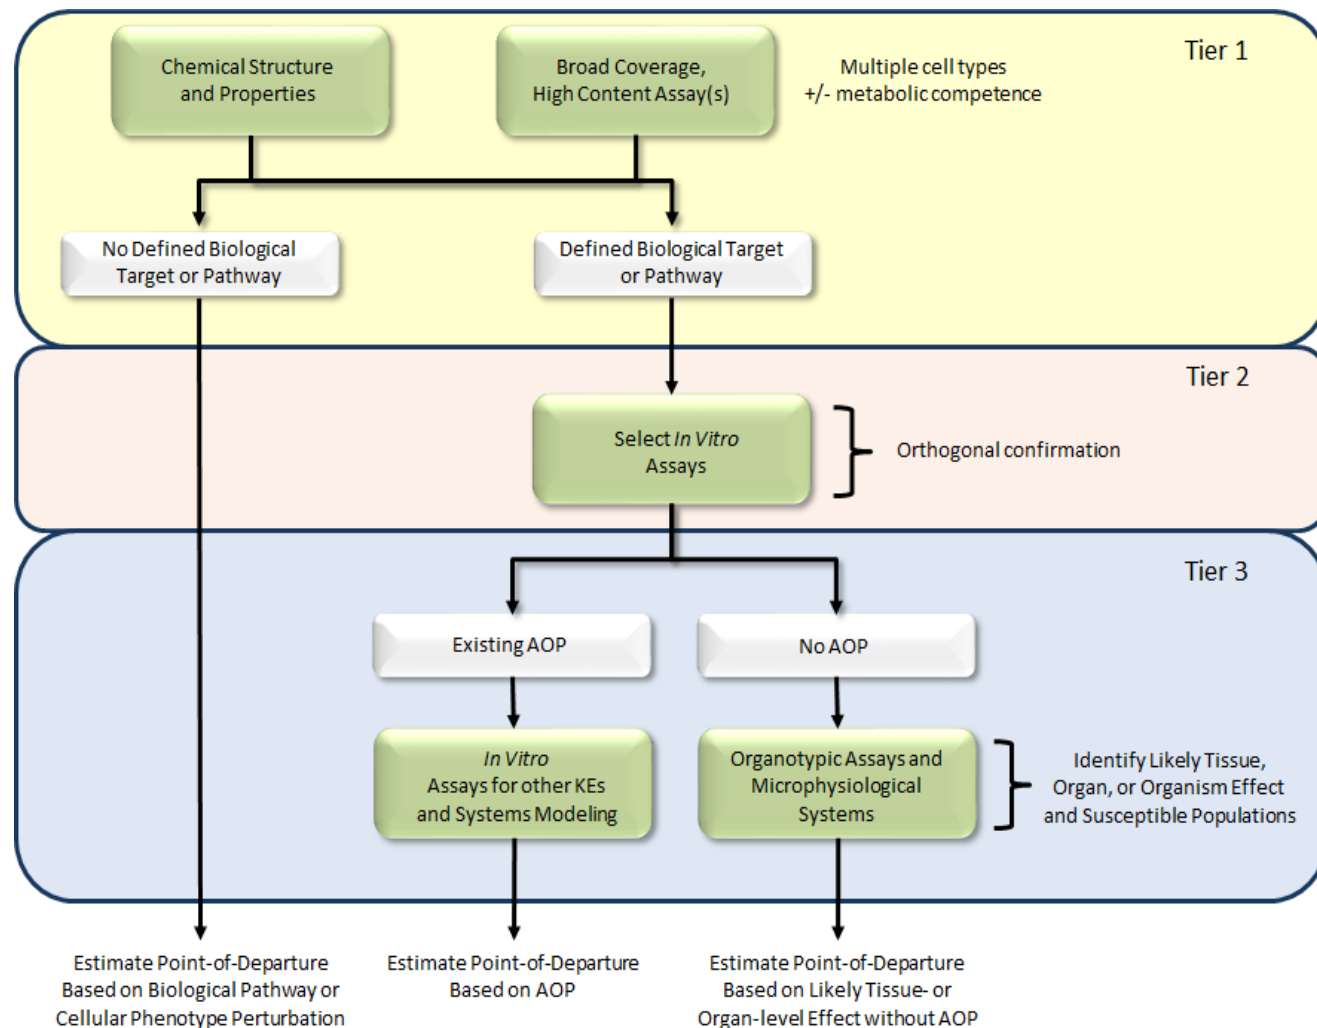 Tier 1
Chemical Structure
and Properties
Broad Coverage,
High Content Assay(s)
Multiple cell types
+/- metabolic competence
No Defined Biological
Target or Pathway
Defined Biological Target
or Pathway
Tier 2
Select In Vitro
Assays
Orthogonal confirmation
Tier 3
Existing AOP
No AOP
In Vitro
Assays for other KEs
and Systems Modeling
Organotypic Assays and
Microphysiological
Systems
Identify Likely Tissue,
Organ, or Organism Effect
and Susceptible Populations
Estimate Point-of-Departure
Based on Biological Pathway or
Cellular Phenotype Perturbation
Estimate Point-of-Departure
Based on AOP
Estimate Point-of-Departure
Based on Likely Tissue- or
Organ-level Effect without AOP